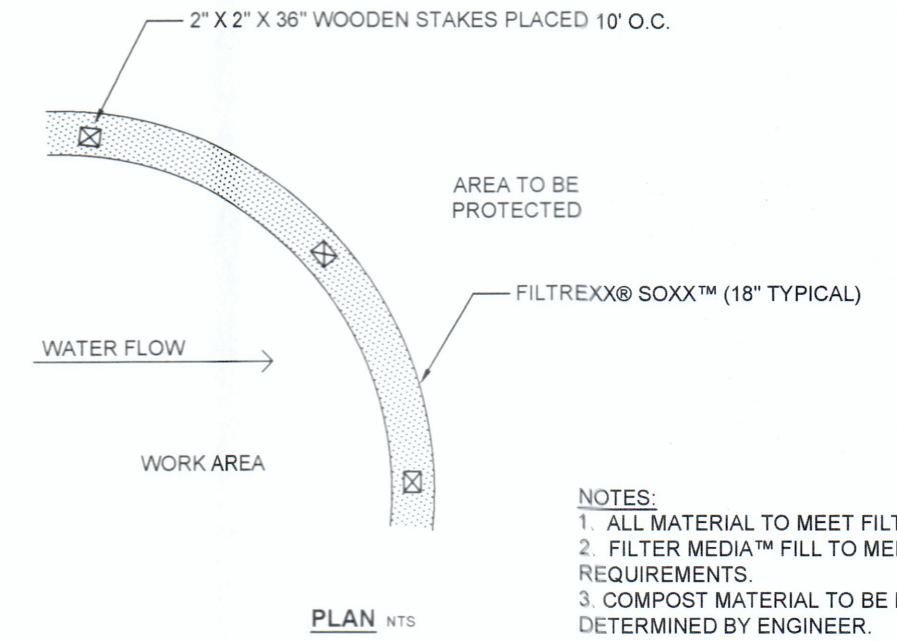 2" X 2" X 36" WOODEN STAKES PLACED 10' O.C.
AREA TO BE
PROTECTED
FILTREXX® SOXX™ (18" TYPICAL)
WATER FLOW
WORK AREA
NOTES:
1. ALL MATERIAL TO MEET
2. FILTER MEDIA™ FILL TO
REQUIREMENTS.
3. COMPOST MATERIAL TO BE
DETERMINED BY ENGINEER.
PLAN NTS